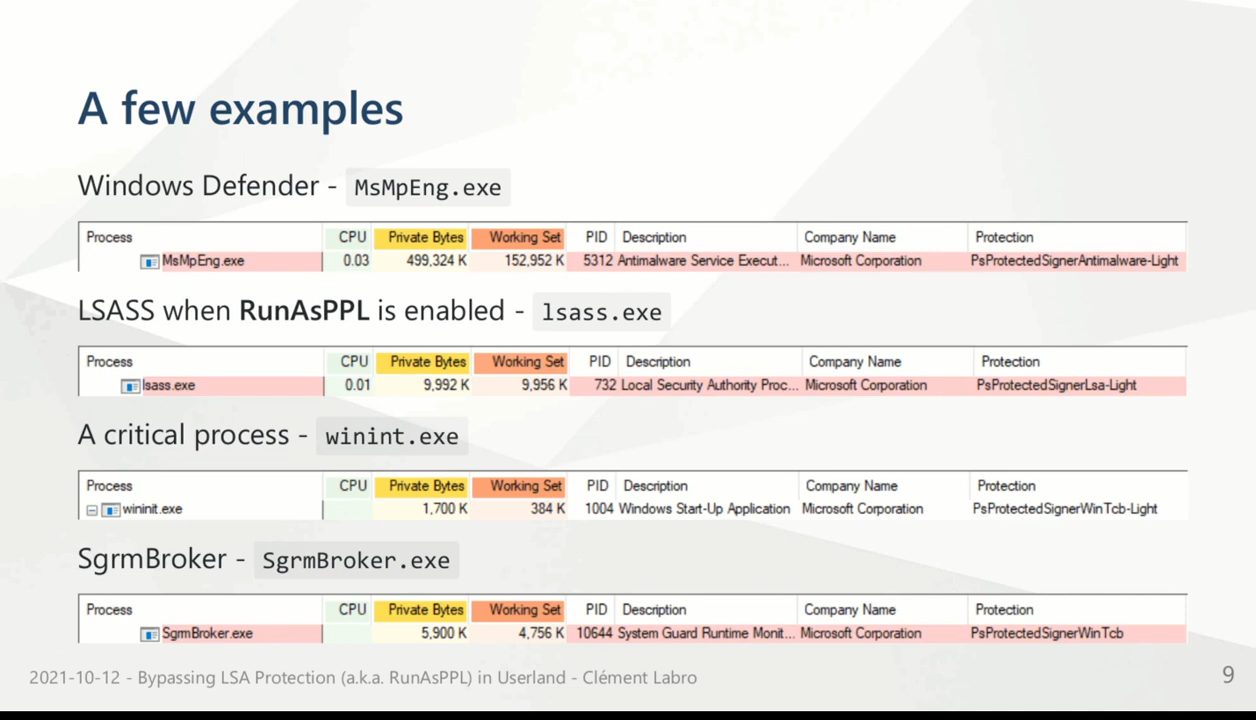 A few examples
Windows Defender - MsMpEng.exe
Process CPU Private Bytes Working Set PID Description Company Name Protection
MsMpEng.exe 0.03 499,324 K 152,952 K 5312 Antimalware Service Execut... Microsoft Corporation PsProtectedSignerAntimalware-Light
LSASS when RunAsPPL is enabled - lsass.exe
Process CPU Private Bytes Working Set PID Description Company Name Protection
lsass.exe 0.01 9,992 K 9,956 K 732 Local Security Authority Proc... Microsoft Corporation PsProtectedSignerLsa-Light
A critical process - winint.exe
Process CPU Private Bytes Working Set PID Description Company Name Protection
wininit.exe 1,700 K 384 K 1004 Windows Start-Up Application Microsoft Corporation PsProtectedSignerWinTcb-Light
SgrmBroker - SgrmBroker.exe
Process CPU Private Bytes Working Set PID Description Company Name Protection
SgrmBroker.exe 5,900 K 4,756 K 10644 System Guard Runtime Monit... Microsoft Corporation PsProtectedSignerWinTcb
2021-10-12 - Bypassing LSA Protection (a.k.a. RunAsPPL) in Userland - Clément Labro 9